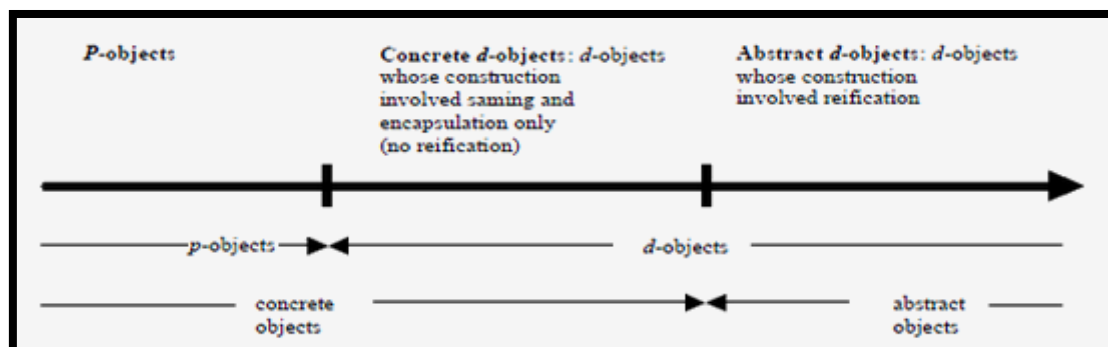 P-objects
Concrete d-objects: d-objects
whose construction
involved saming and
encapsulation only
(no reification)
Abstract d-objects: d-objects
whose construction
involved reification
p-objects
d-objects
concrete
objects
abstract
objects